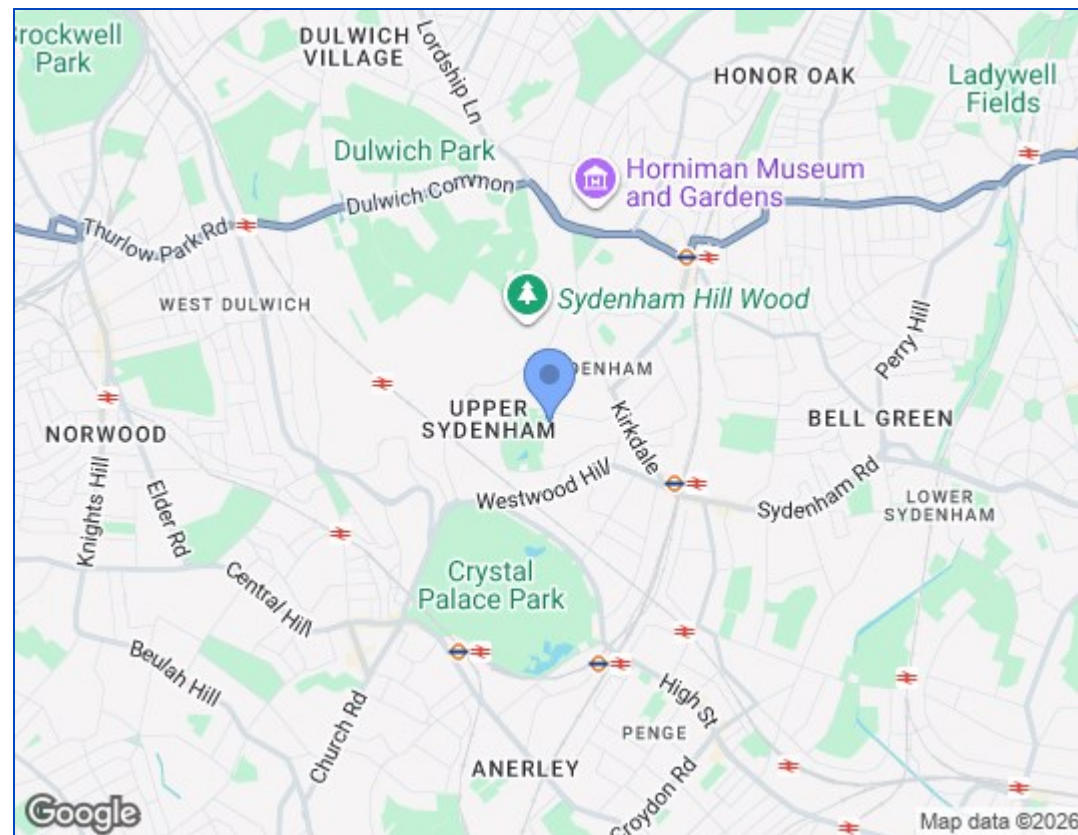 Brockwell
Park
DULWICH
VILLAGE
Lordship Ln
HONOR OAK
Ladywell
Fields
Dulwich Park
Horniman Museum
and Gardens
Dulwich Common
Thurlow Park Rd
WEST DULWICH
Sydenham Hill Wood
Perry Hill
DENHAM
UPPER
SYDENHAM
Kirkdale
BELL GREEN
NORWOOD
Westwood Hill
Knights Hill
Elder Rd
Sydenham Rd
LOWER
SYDENHAM
Crystal
Palace Park
Central Hill
Beulah Hill
Church Rd
High St
PENGE
ANERLEY
Croydon Rd
Google
Map data ©2026